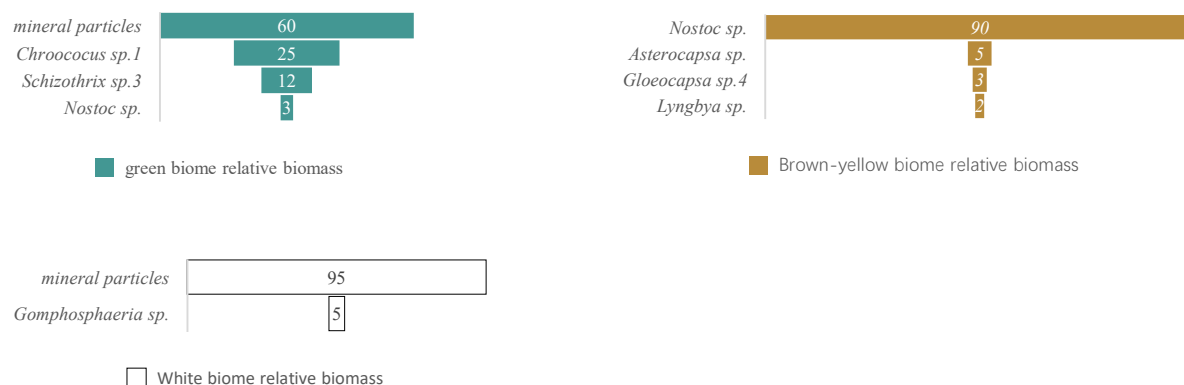 mineral particles 60
Chroococus sp.1 25
Schizothrix sp.3 12
Nostoc sp. 3
green biome relative biomass
Nostoc sp. 90
Asterocapsa sp. 5
Gloeocapsa sp.4 3
Lyngbya sp. 2
Brown-yellow biome relative biomass
mineral particles 95
Gomphosphaeria sp. 5
White biome relative biomass